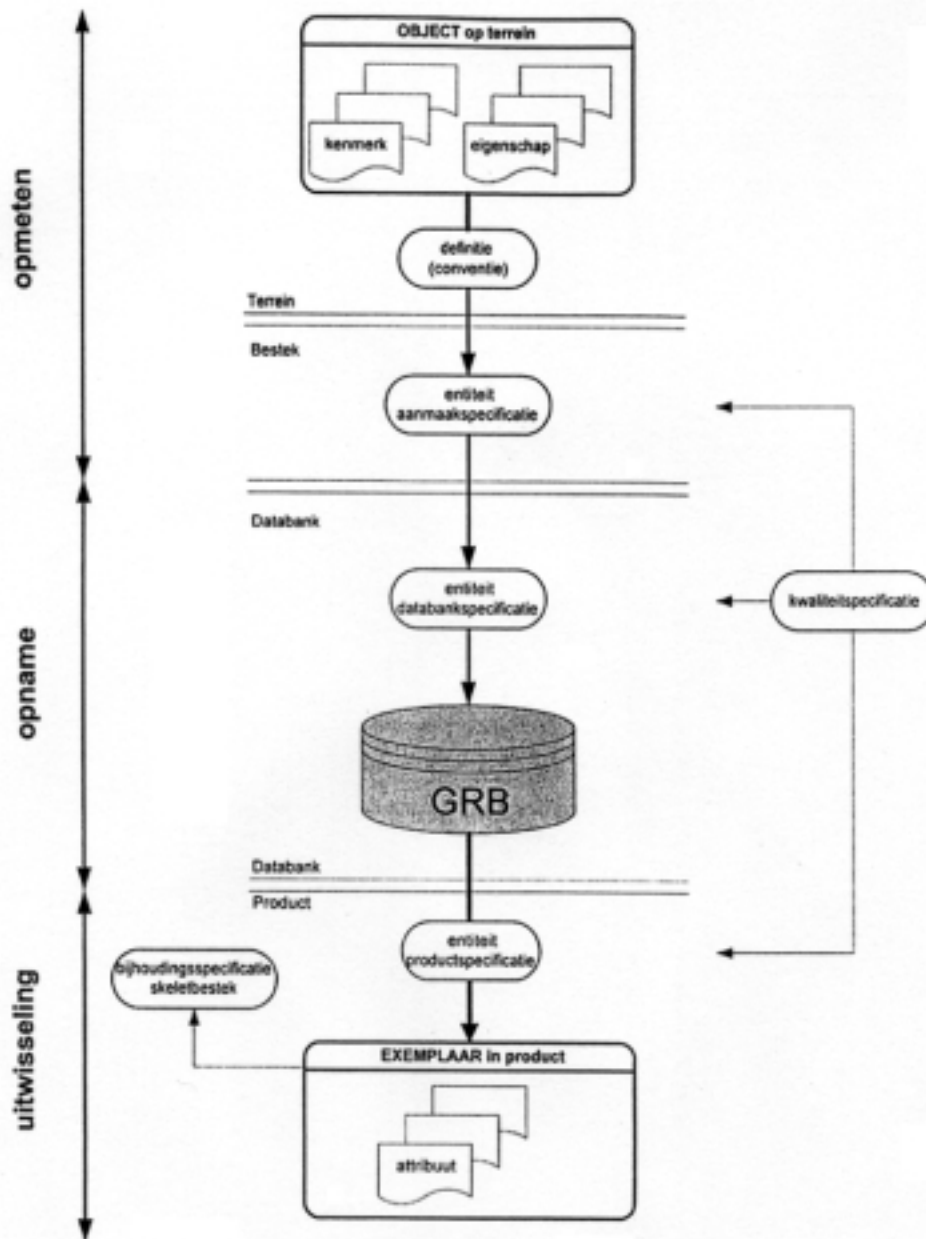 OBJECT op terrein
kenmerk
eigenschap
opmeten
definitie
(conventie)
Terrein
Bestek
entiteit
aanmaakspecificatie
Databank
entiteit
databankspecificatie
kwaliteitspecificatie
opname
GRB
Databank
Product
entiteit
productspecificatie
bijhoudingsspecificatie
skeletbestek
uitwisseling
EXEMPLAAR in product
attribuut